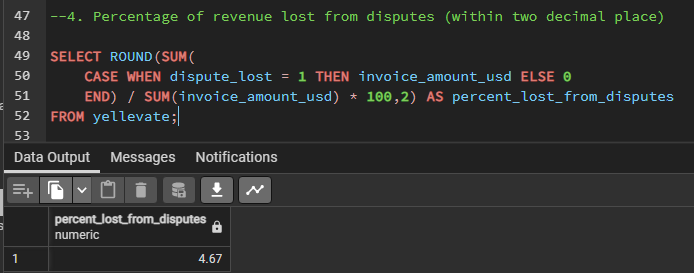 47 --4. Percentage of revenue lost from disputes (within two decimal place)
48
49 SELECT ROUND(SUM(
50 CASE WHEN dispute_lost = 1 THEN invoice_amount_usd ELSE 0
51 END) / SUM(invoice_amount_usd) * 100,2) AS percent_lost_from_disputes
52 FROM yellevate;
53
Data Output Messages Notifications
percent_lost_from_disputes
numeric
1 4.67